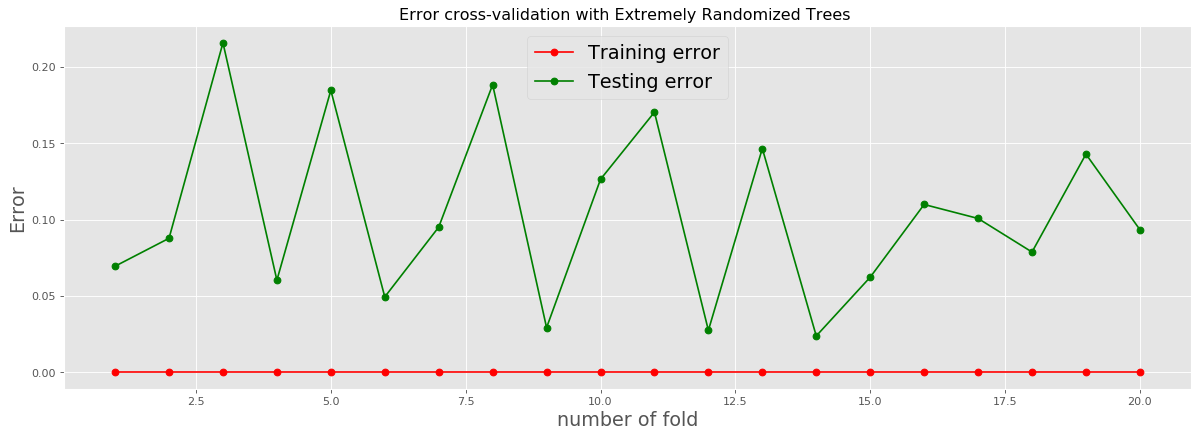 Error cross-validation with Extremely Randomized Trees
Training error
Testing error
Error
0.20
0.15
0.10
0.05
0.00
2.5
5.0
7.5
10.0
12.5
15.0
17.5
20.0
number of fold